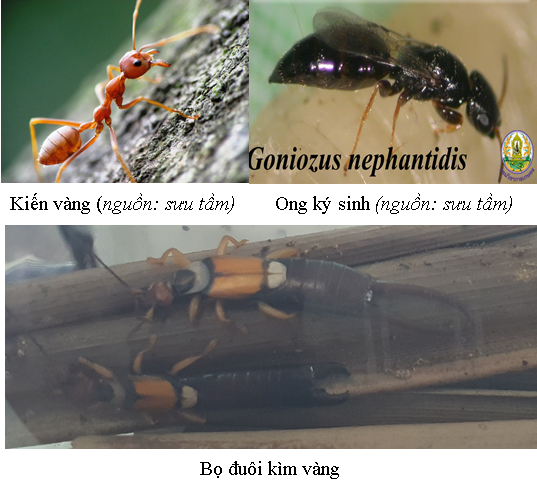 Goniozus nephantidis
Kiến vàng (nguồn: sưu tầm)
Ong ký sinh (nguồn: sưu tầm)
Bọ đuôi kìm vàng